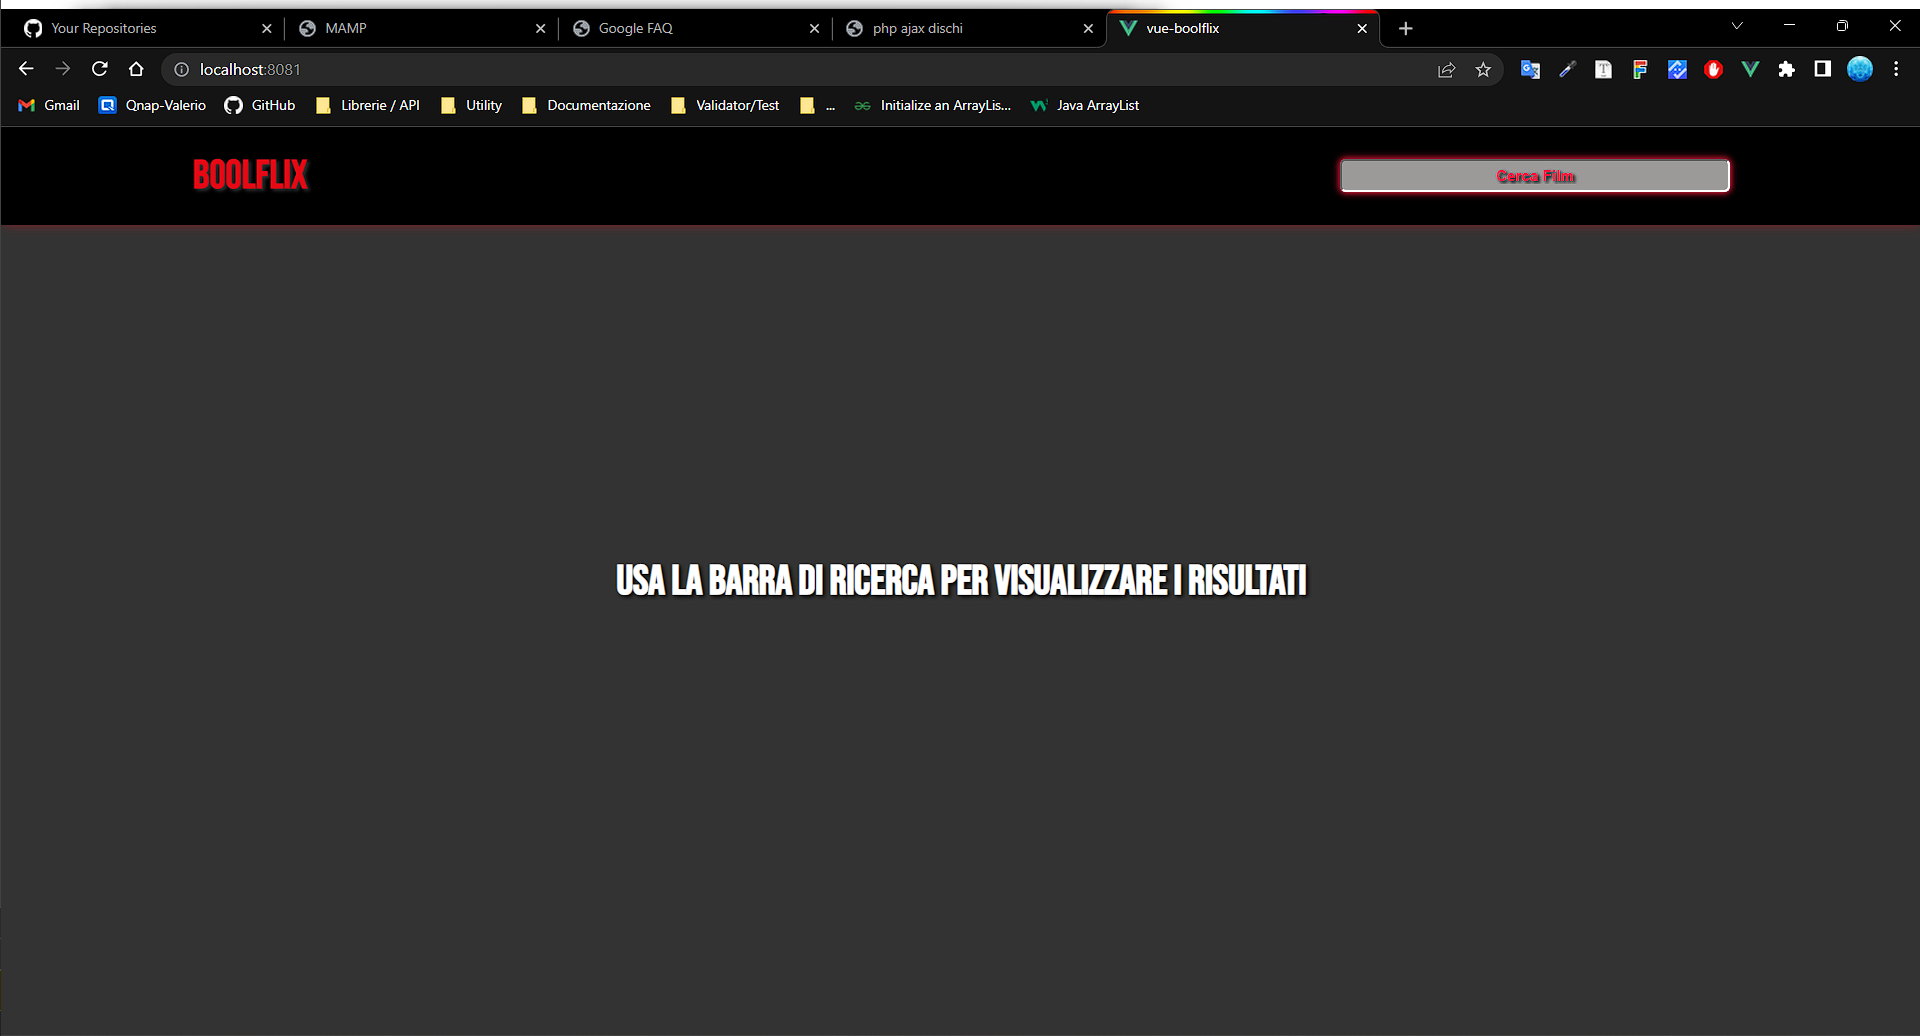 Your Repositories
MAMP
Google FAQ
php ajax dischi
vue-boolflix
localhost:8081
Gmail
Qnap-Valerio
GitHub
Librerie / API
Utility
Documentazione
Validator/Test
...
Initialize an ArrayLis...
Java ArrayList
BOOLFLIX
Cerca Film
USA LA BARRA DI RICERCA PER VISUALIZZARE I RISULTATI